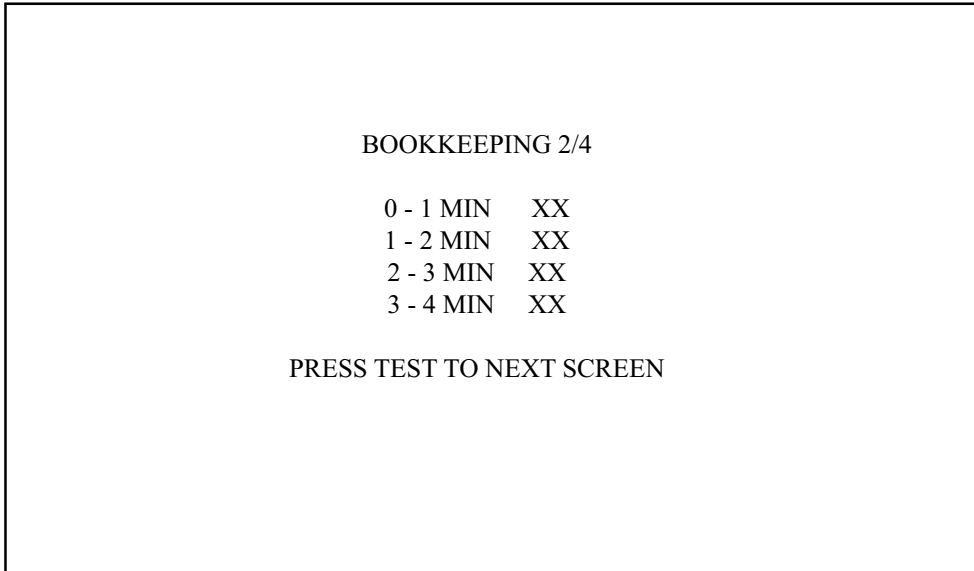 BOOKKEEPING 2/4
0 - 1 MIN XX
1 - 2 MIN XX
2 - 3 MIN XX
3 - 4 MIN XX
PRESS TEST TO NEXT SCREEN